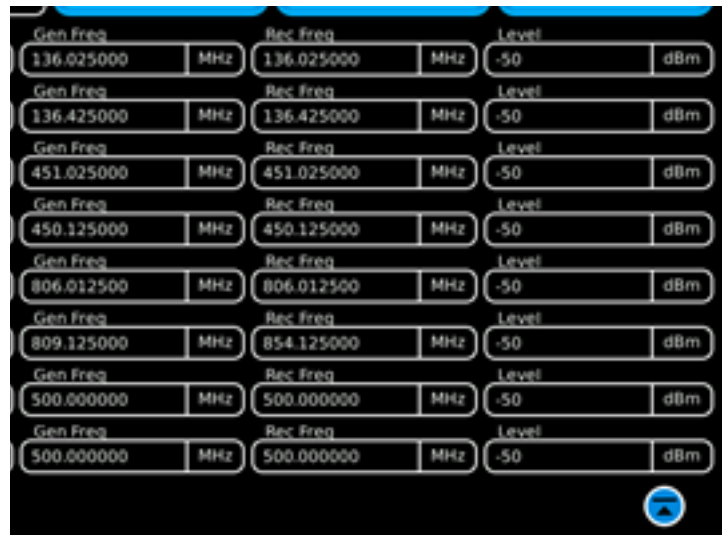 Gen Freq Rec Freq Level
136.025000 MHz 136.025000 MHz -50 dBm
Gen Freq Rec Freq Level
136.425000 MHz 136.425000 MHz -50 dBm
Gen Freq Rec Freq Level
451.025000 MHz 451.025000 MHz -50 dBm
Gen Freq Rec Freq Level
450.125000 MHz 450.125000 MHz -50 dBm
Gen Freq Rec Freq Level
806.012500 MHz 806.012500 MHz -50 dBm
Gen Freq Rec Freq Level
809.125000 MHz 854.125000 MHz -50 dBm
Gen Freq Rec Freq Level
500.000000 MHz 500.000000 MHz -50 dBm
Gen Freq Rec Freq Level
500.000000 MHz 500.000000 MHz -50 dBm